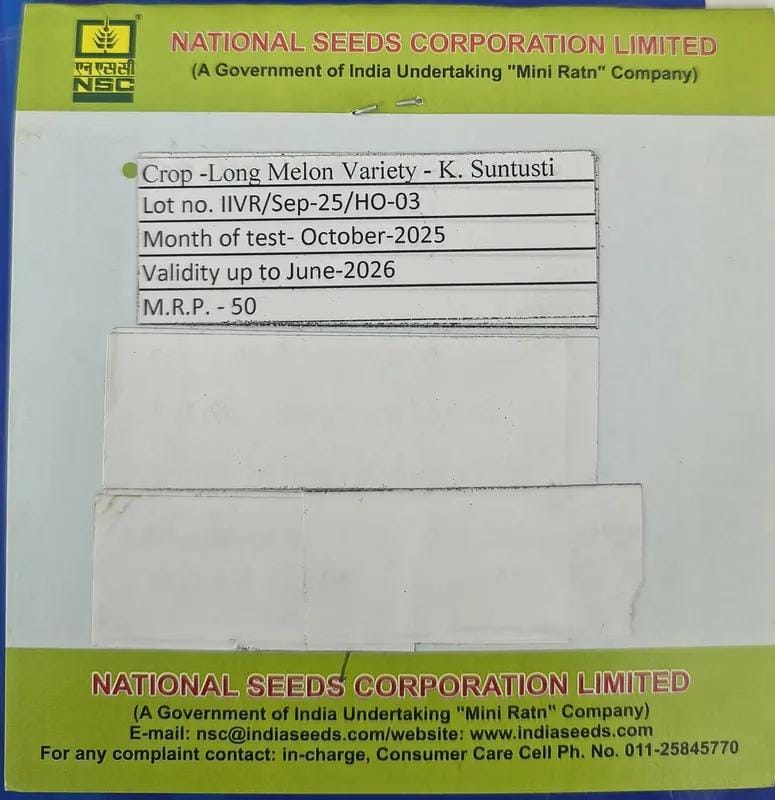 NATIONAL SEEDS CORPORATION LIMITED
(A Government of India Undertaking "Mini Ratn" Company)
एन एस सी
NSC
Crop -Long Melon Variety - K. Suntusti
Lot no. IIVR/Sep-25/HO-03
Month of test- October-2025
Validity up to June-2026
M.R.P. - 50
NATIONAL SEEDS CORPORATION LIMITED
(A Government of India Undertaking "Mini Ratn" Company)
E-mail: nsc@indiaseeds.com/website: www.indiaseeds.com
For any complaint contact: in-charge, Consumer Care Cell Ph. No. 011-25845770